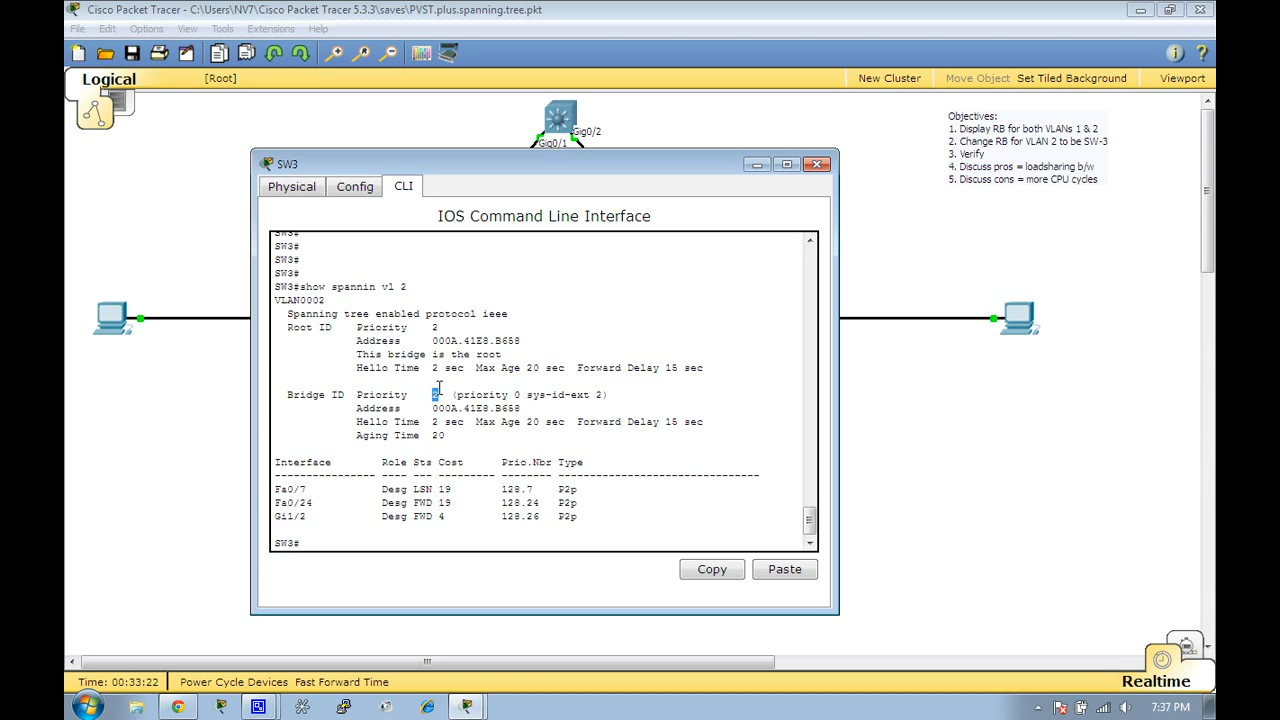 Cisco Packet Tracer - C:\Users\NV7\Cisco Packet Tracer 5.3.3\saves\PVST.plus.spanning.tree.pkt
File Edit Options View Tools Extensions Help
Logical [Root] New Cluster Move Object Set Tiled Background Viewport
Objectives:
1. Display RB for both VLANs 1 & 2
2. Change RB for VLAN 2 to be SW-3
3. Verify
4. Discuss pros = loadsharing b/w
5. Discuss cons = more CPU cycles
Gig0/2
Gig0/1
SW3
Physical Config CLI
IOS Command Line Interface
SW3#
SW3#
SW3#
SW3#
SW3#show spannin vl 2
VLAN0002
Spanning tree enabled protocol ieee
Root ID Priority 2
Address 000A.41E8.B658
This bridge is the root
Hello Time 2 sec Max Age 20 sec Forward Delay 15 sec
Bridge ID Priority 2 (priority 0 sys-id-ext 2)
Address 000A.41E8.B658
Hello Time 2 sec Max Age 20 sec Forward Delay 15 sec
Aging Time 20
Interface Role Sts Cost Prio.Nbr Type
---------------- ---- --- --------- -------- --------------------------------
Fa0/7 Desg LSN 19 128.7 P2p
Fa0/24 Desg FWD 19 128.24 P2p
Gi1/2 Desg FWD 4 128.26 P2p
SW3#
Copy Paste
Time: 00:33:22 Power Cycle Devices Fast Forward Time
Realtime
7:37 PM